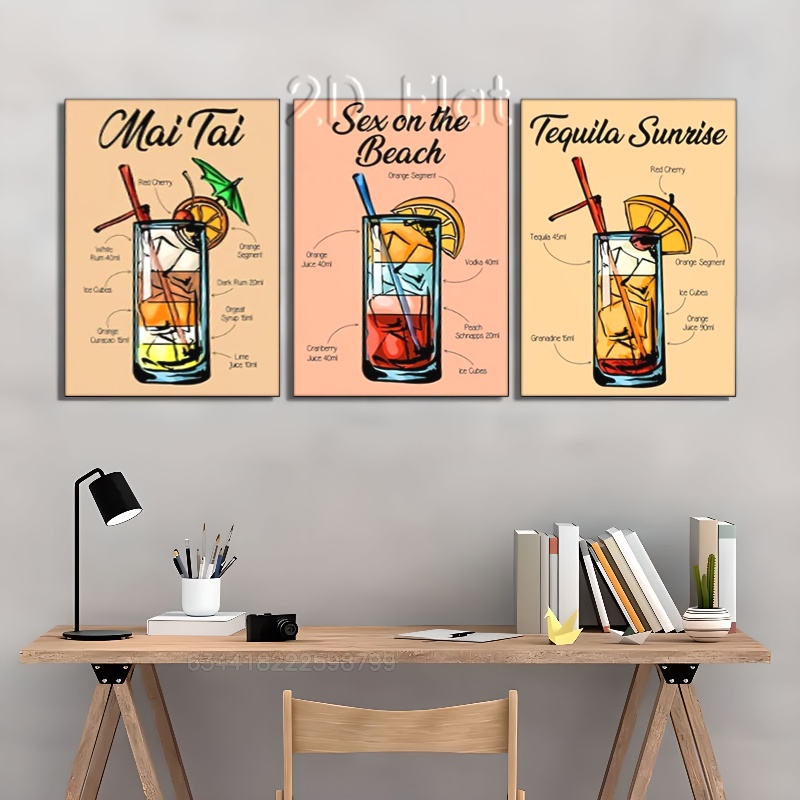 2D Flat
Mai Tai
Red Cherry
White
Rum 40ml
Orange
Segment
Ice Cubes
Dark Rum 20ml
Orgeat
Syrup 15ml
Orange
Curacao 15ml
Lime
Juice 10ml
Sex on the
Beach
Orange Segment
Orange
Juice 40ml
Vodka 40ml
Peach
Schnapps 20ml
Cranberry
Juice 40ml
Ice Cubes
Tequila Sunrise
Red Cherry
Tequila 45ml
Orange Segment
Ice Cubes
Orange
Juice 90ml
Grenadine 15ml
634418222598799